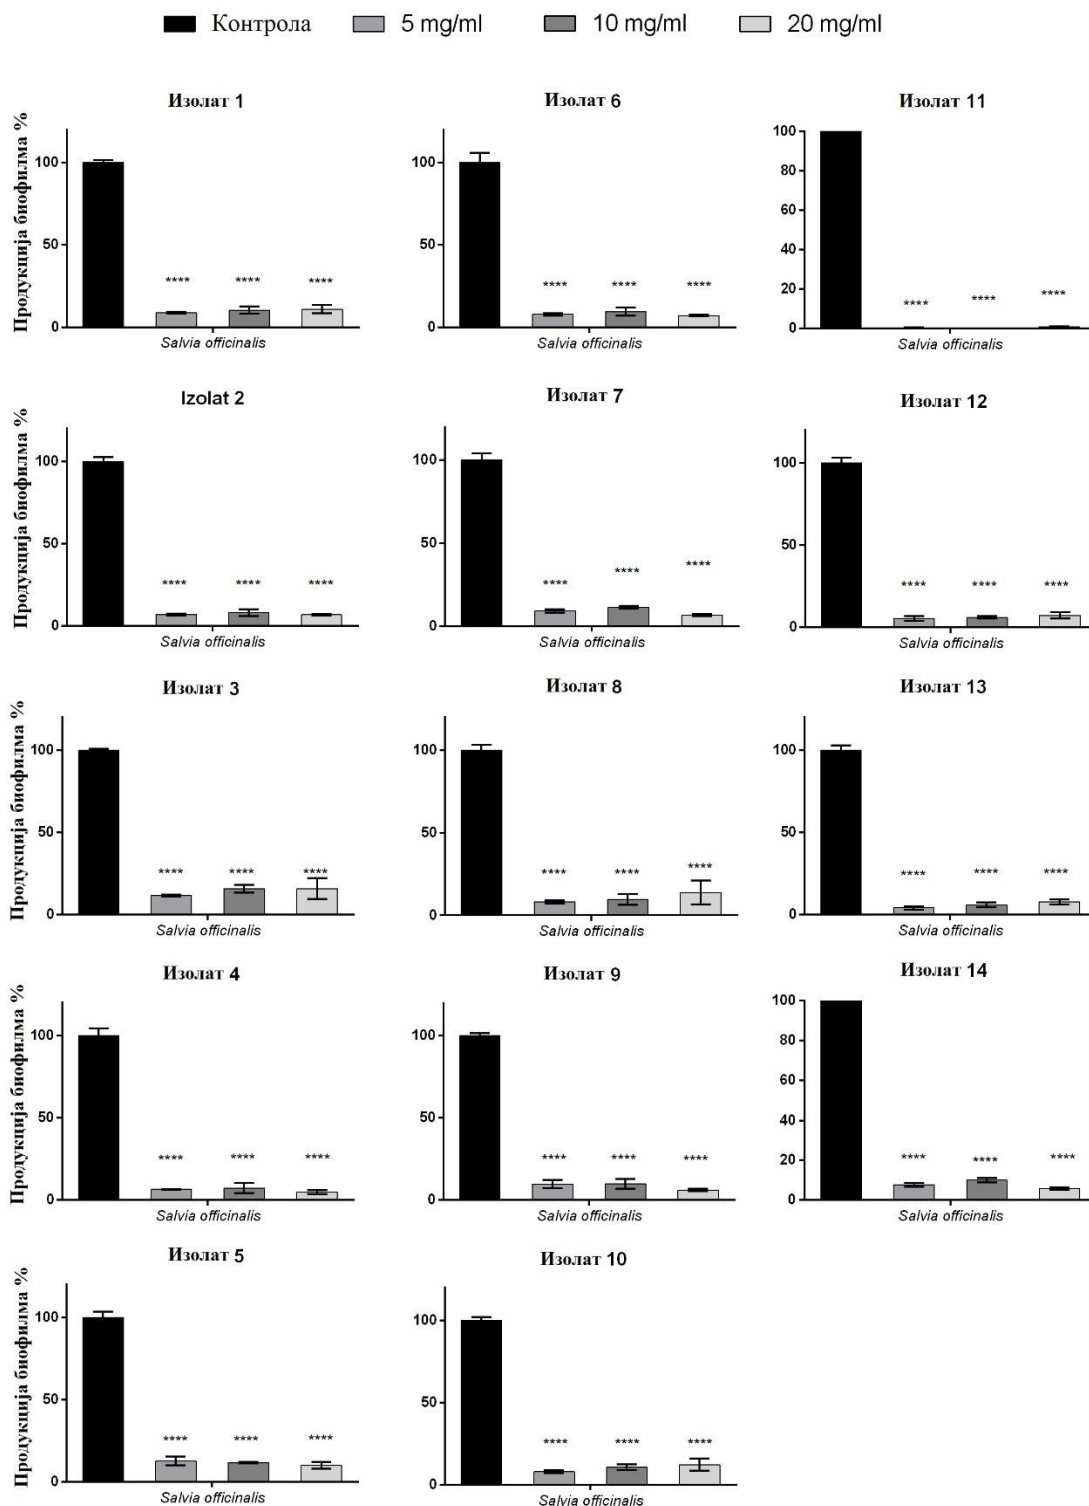 Контрола 5 mg/ml 10 mg/ml 20 mg/ml
Изолат 1
Продукција биофилма %
100
50
0
****
****
****
Salvia officinalis
Изолат 6
100
50
0
****
****
****
Salvia officinalis
Изолат 11
100
80
60
40
20
0
****
****
****
Salvia officinalis
Izolat 2
Продукција биофилма %
100
50
0
****
****
****
Salvia officinalis
Изолат 7
100
50
0
****
****
****
Salvia officinalis
Изолат 12
100
50
0
****
****
****
Salvia officinalis
Изолат 3
Продукција биофилма %
100
50
0
****
****
****
Salvia officinalis
Изолат 8
100
50
0
****
****
****
Salvia officinalis
Изолат 13
100
50
0
****
****
****
Salvia officinalis
Изолат 4
Продукција биофилма %
100
50
0
****
****
****
Salvia officinalis
Изолат 9
100
50
0
****
****
****
Salvia officinalis
Изолат 14
100
80
60
40
20
0
****
****
****
Salvia officinalis
Изолат 5
Продукција биофилма %
100
50
0
****
****
****
Salvia officinalis
Изолат 10
100
50
0
****
****
****
Salvia officinalis